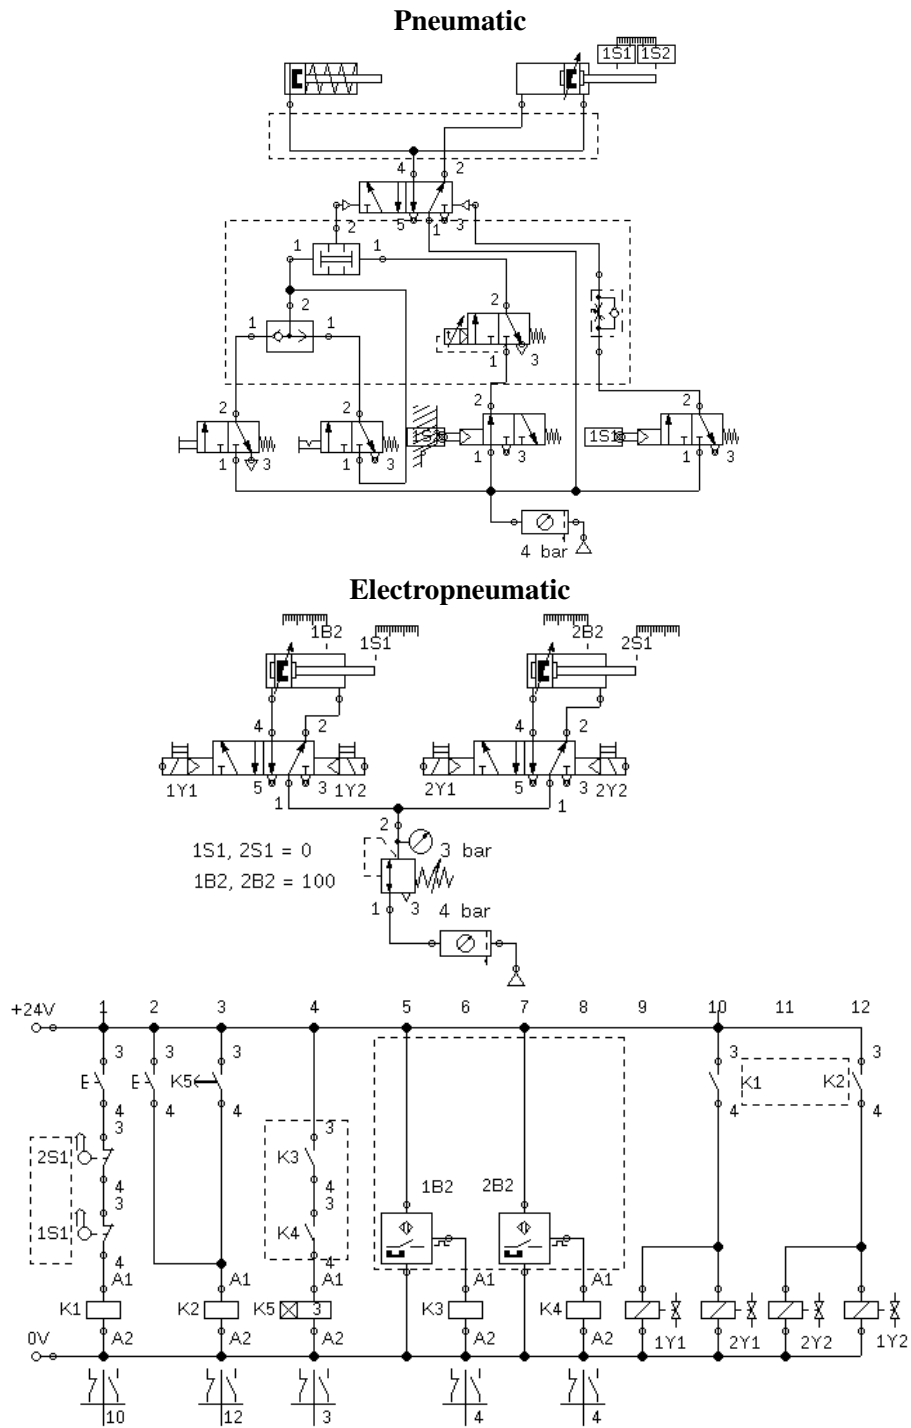 Pneumatic
1S1 1S2
4 2
5 1 3
2
1 1
2
2
1 1
t
1 3
2 2 2 2
1S1
1 3 1 3 1 3 1 3
4 bar
Electropneumatic
1B2 2B2
1S1 2S1
4 2 4 2
1Y1 5 3 1Y2 2Y1 5 3 2Y2
1 1
2
1S1, 2S1 = 0 3 bar
1B2, 2B2 = 100
1 3 4 bar
+24V 1 2 3 4 5 6 7 8 9 10 11 12
3 3 3 3 3
E E K5 K1 K2
4 4 4 4 4
3 3
2S1 K3
4 4
1B2 2B2
3 3
1S1 K4
4 4
A1 A1 A1 A1 A1
K1 K2 K5 3 K3 K4
0V A2 A2 A2 A2 A2 1Y1 2Y1 2Y2 1Y2
10 12 3 4 4